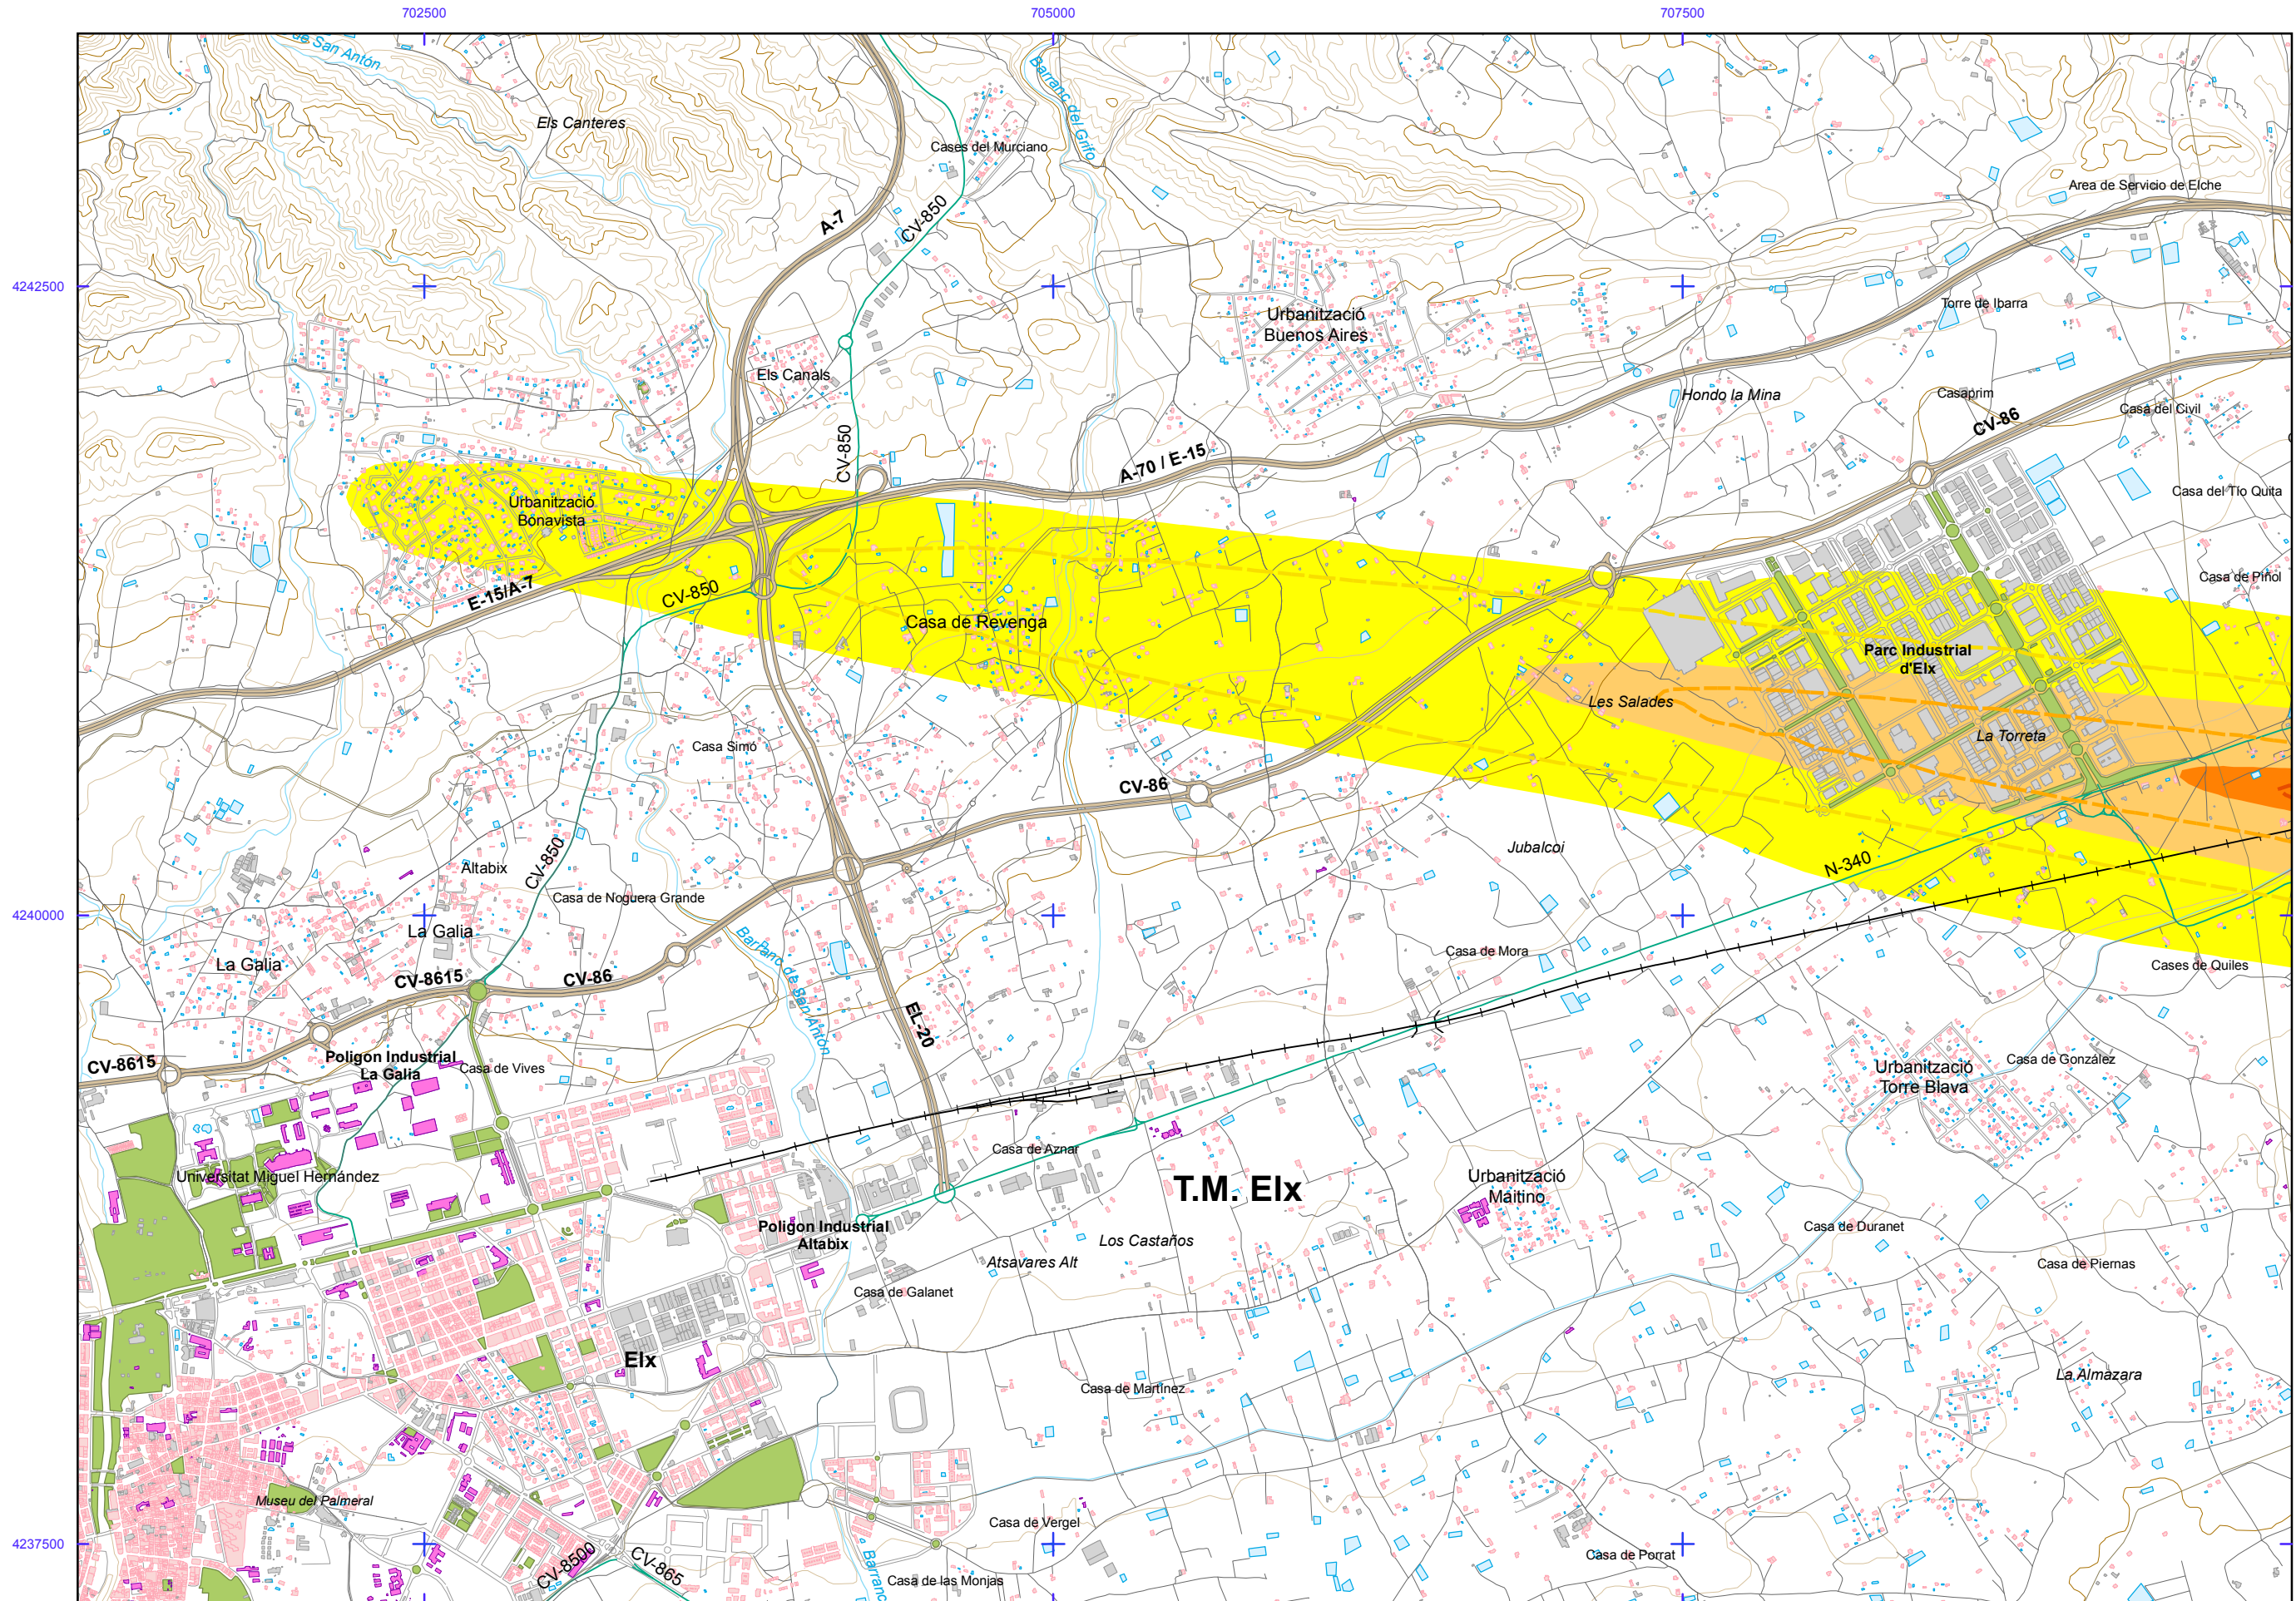 702500
705000
707500
de San Antón
Barranc del Grifo
Els Canteres
Cases del Murciano
Area de Servicio de Elche
A-7
CV-850
4242500
Torre de Ibarra
Urbanització
Buenos Aires
Els Canals
Hondo la Mina
Casaprim
Casa del Civil
CV-86
CV-850
A-70 / E-15
Casa del Tío Quita
Urbanització
Bonavista
Casa de Piñol
E-15/A-7
CV-850
Casa de Revenga
Parc Industrial
d'Elx
Les Salades
La Torreta
Casa Simó
CV-86
Jubalcoi
N-340
Altabix
CV-850
Casa de Noguera Grande
4240000
La Galia
La Galia
Barranc de San Antón
Casa de Mora
Cases de Quiles
CV-8615
CV-86
EL-20
CV-8615
Poligon Industrial
La Galia
Casa de Vives
Urbanització
Torre Blava
Casa de González
Casa de Aznar
Universitat Miguel Hernández
T.M. Elx
Urbanització
Maitino
Poligon Industrial
Altabix
Los Castaños
Atsavares Alt
Casa de Duranet
Casa de Piernas
Casa de Galanet
Elx
Casa de Martínez
La Almazara
Museu del Palmeral
Casa de Vergel
4237500
CV-8500
CV-865
Barranc
Casa de las Monjas
Casa de Porrat